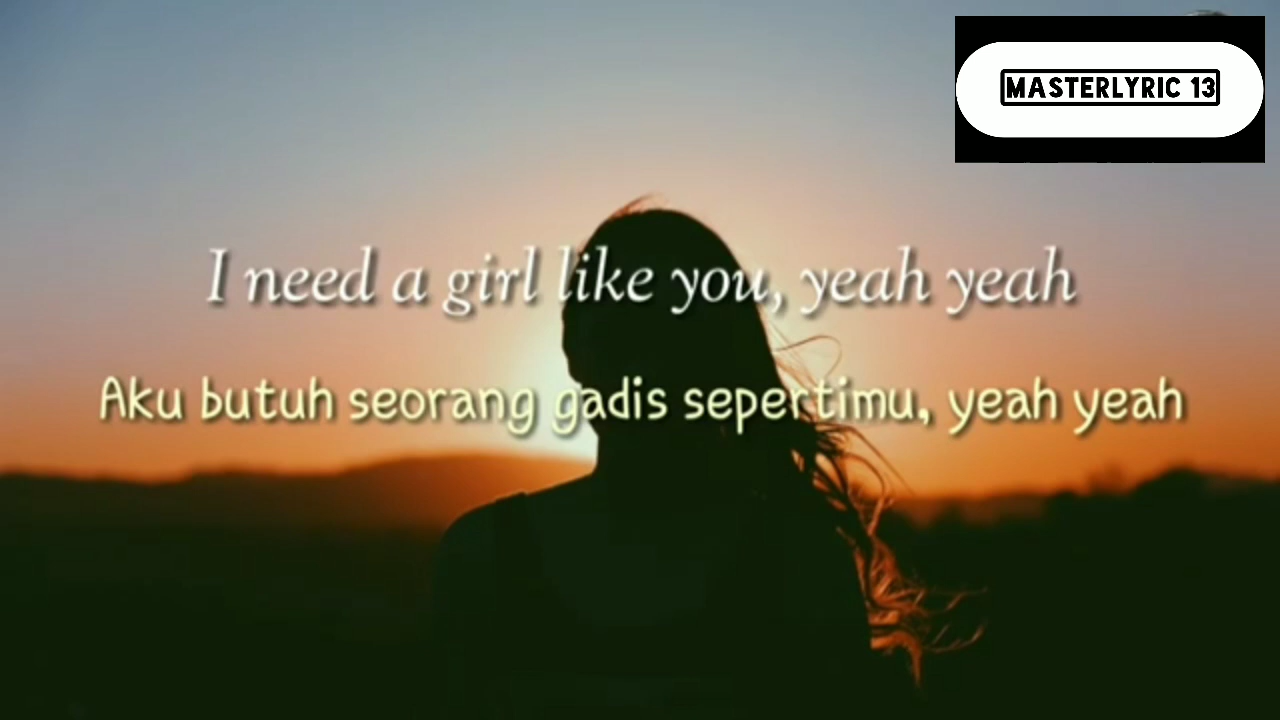 MASTERLYRIC 13
I need a girl like you, yeah yeah
Aku butuh seorang gadis sepertimu, yeah yeah